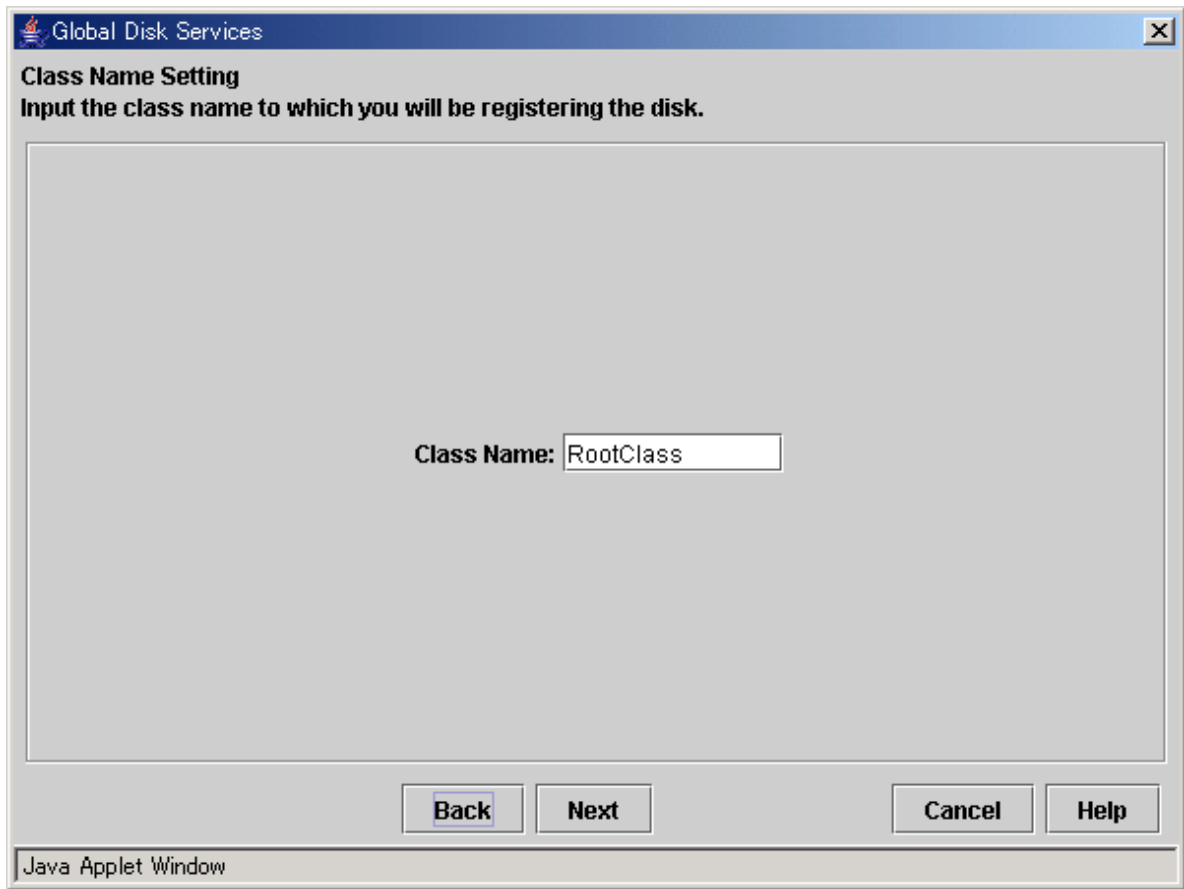 Global Disk Services
Class Name Setting
Input the class name to which you will be registering the disk.
Class Name: RootClass
Back Next Cancel Help
Java Applet Window